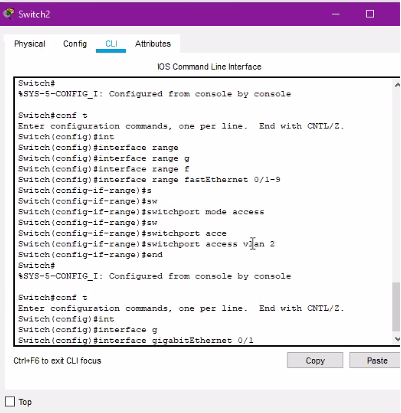 Switch2
Physical Config CLI Attributes
IOS Command Line Interface
Switch#
%SYS-5-CONFIG_I: Configured from console by console
Switch#conf t
Enter configuration commands, one per line. End with CNTL/Z.
Switch(config)#int
Switch(config)#interface range
Switch(config)#interface range g
Switch(config)#interface range f
Switch(config)#interface range fastEthernet 0/1-9
Switch(config-if-range)#s
Switch(config-if-range)#sw
Switch(config-if-range)#switchport mode access
Switch(config-if-range)#sw
Switch(config-if-range)#switchport acce
Switch(config-if-range)#switchport access vlan 2
Switch(config-if-range)#end
Switch#
%SYS-5-CONFIG_I: Configured from console by console
Switch#conf t
Enter configuration commands, one per line. End with CNTL/Z.
Switch(config)#int
Switch(config)#interface g
Switch(config)#interface gigabitEthernet 0/1
Ctrl+F6 to exit CLI focus
Copy Paste
Top